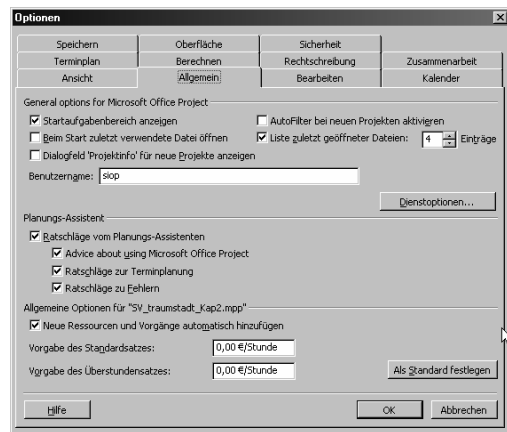 Optionen
Speichern Oberfläche Sicherheit
Terminplan Berechnen Rechtschreibung Zusammenarbeit
Ansicht Allgemein Bearbeiten Kalender
General options for Microsoft Office Project
Startaufgabenbereich anzeigen AutoFilter bei neuen Projekten aktivieren
Beim Start zuletzt verwendete Datei öffnen Liste zuletzt geöffneter Dateien: 4 Einträge
Dialogfeld 'Projektinfo' für neue Projekte anzeigen
Benutzername: siop
Dienstoptionen...
Planungs-Assistent
Ratschläge vom Planungs-Assistenten
Advice about using Microsoft Office Project
Ratschläge zur Terminplanung
Ratschläge zu Fehlern
Allgemeine Optionen für "SV_traumstadt_Kap2.mpp"
Neue Ressourcen und Vorgänge automatisch hinzufügen
Vorgabe des Standardsatzes: 0,00 €/Stunde
Vorgabe des Überstundensatzes: 0,00 €/Stunde Als Standard festlegen
Hilfe OK Abbrechen